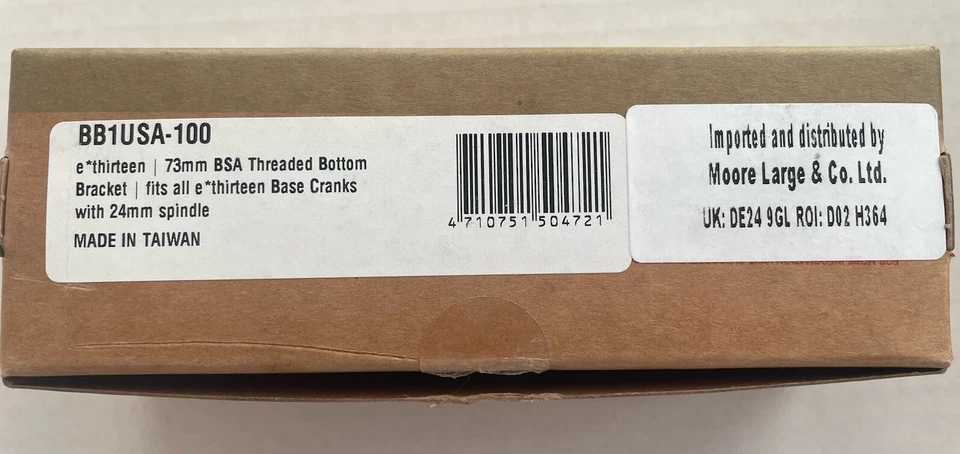 BB1USA-100
e*thirteen | 73mm BSA Threaded Bottom
Bracket | fits all e*thirteen Base Cranks
with 24mm spindle
MADE IN TAIWAN
4 710751 504721
Imported and distributed by
Moore Large & Co. Ltd.
UK: DE24 9GL ROI: D02 H364